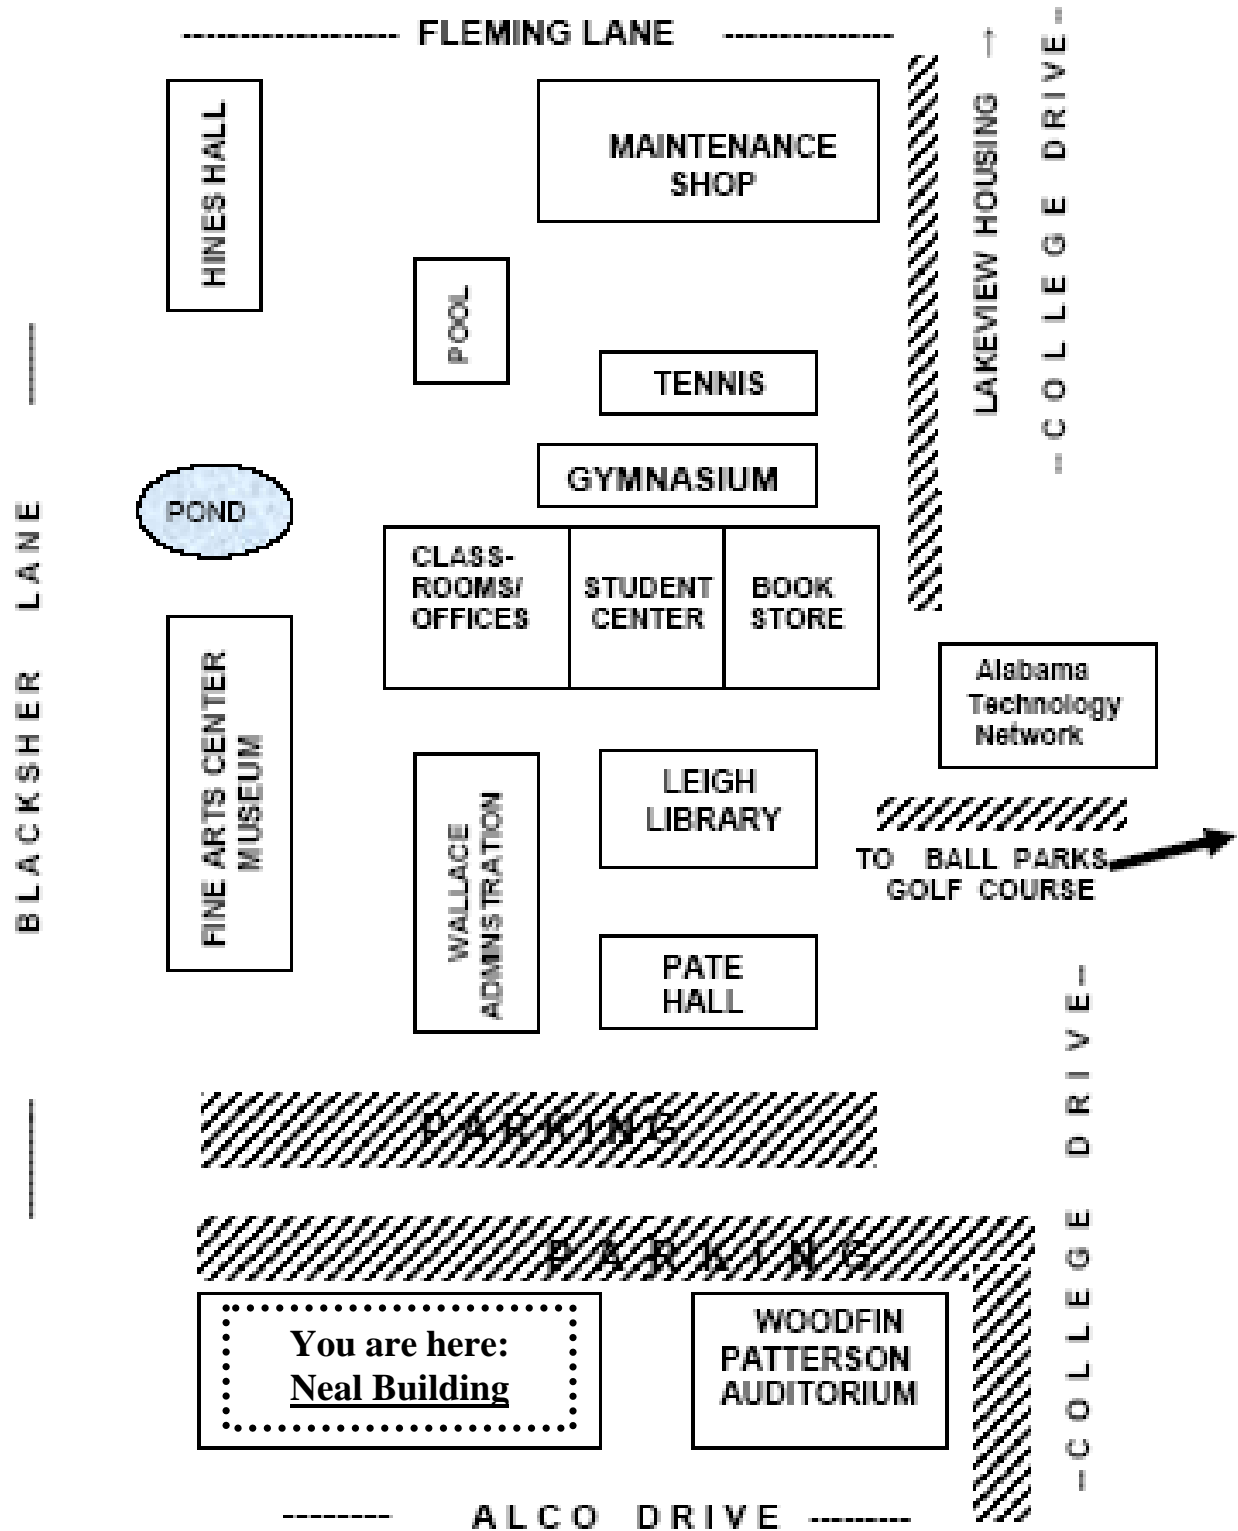 FLEMING LANE
HINES HALL
MAINTENANCE
SHOP
LAKEVIEW HOUSING →
--COLLEGE DRIVE--
POOL
TENNIS
GYMNASIUM
POND
BLACKSHER LANE
CLASS-
ROOMS/
OFFICES
STUDENT
CENTER
BOOK
STORE
FINE ARTS CENTER
MUSEUM
Alabama
Technology
Network
WALLACE
ADMINSTRATION
LEIGH
LIBRARY
TO BALL PARKS
GOLF COURSE
PATE
HALL
--COLLEGE DRIVE--
PARKING
PARKING
You are here:
Neal Building
WOODFIN
PATTERSON
AUDITORIUM
ALCO DRIVE